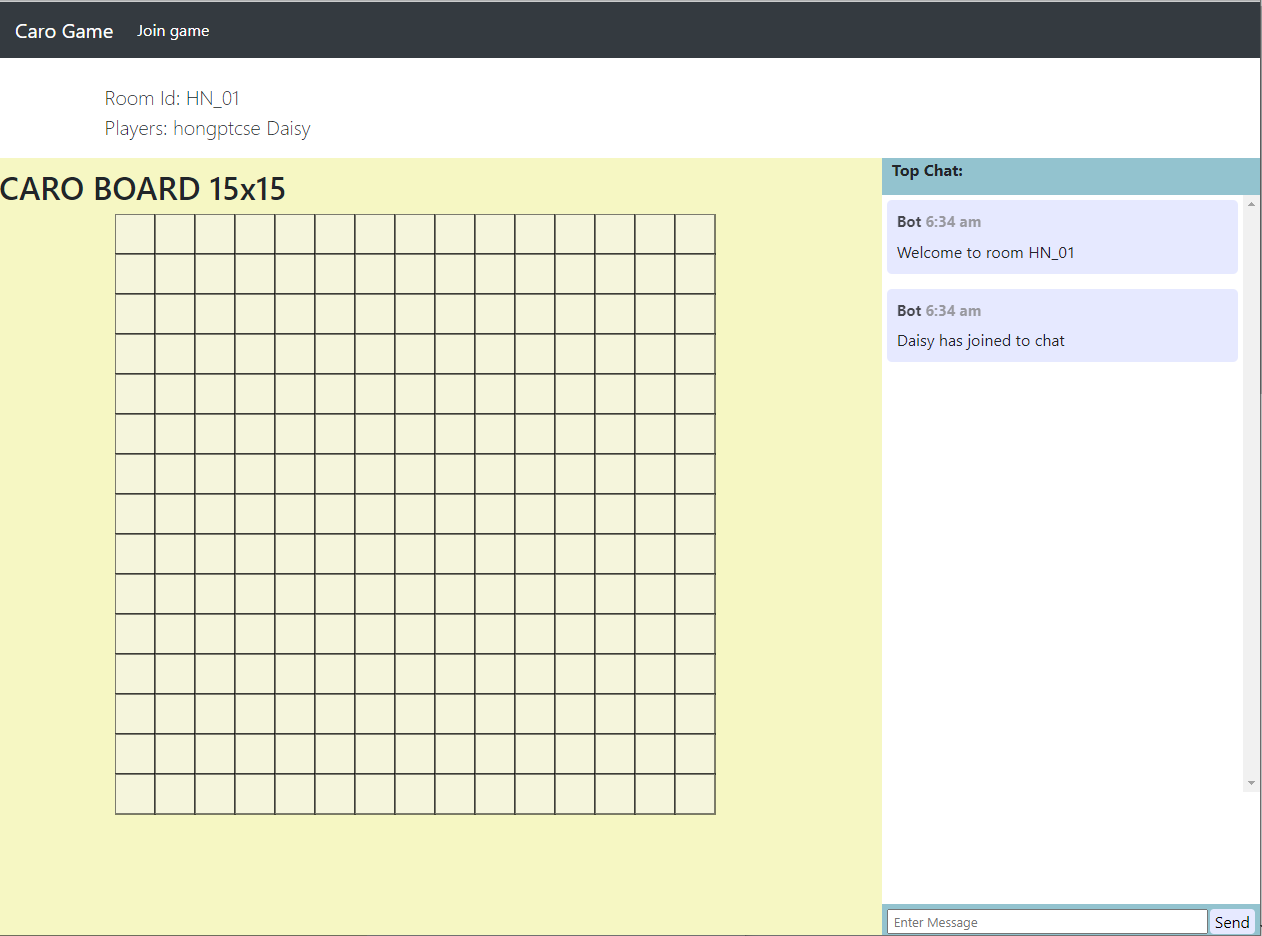 Caro Game Join game
Room Id: HN_01
Players: hongptcse Daisy
CARO BOARD 15x15
Top Chat:
Bot 6:34 am
Welcome to room HN_01
Bot 6:34 am
Daisy has joined to chat
Enter Message Send